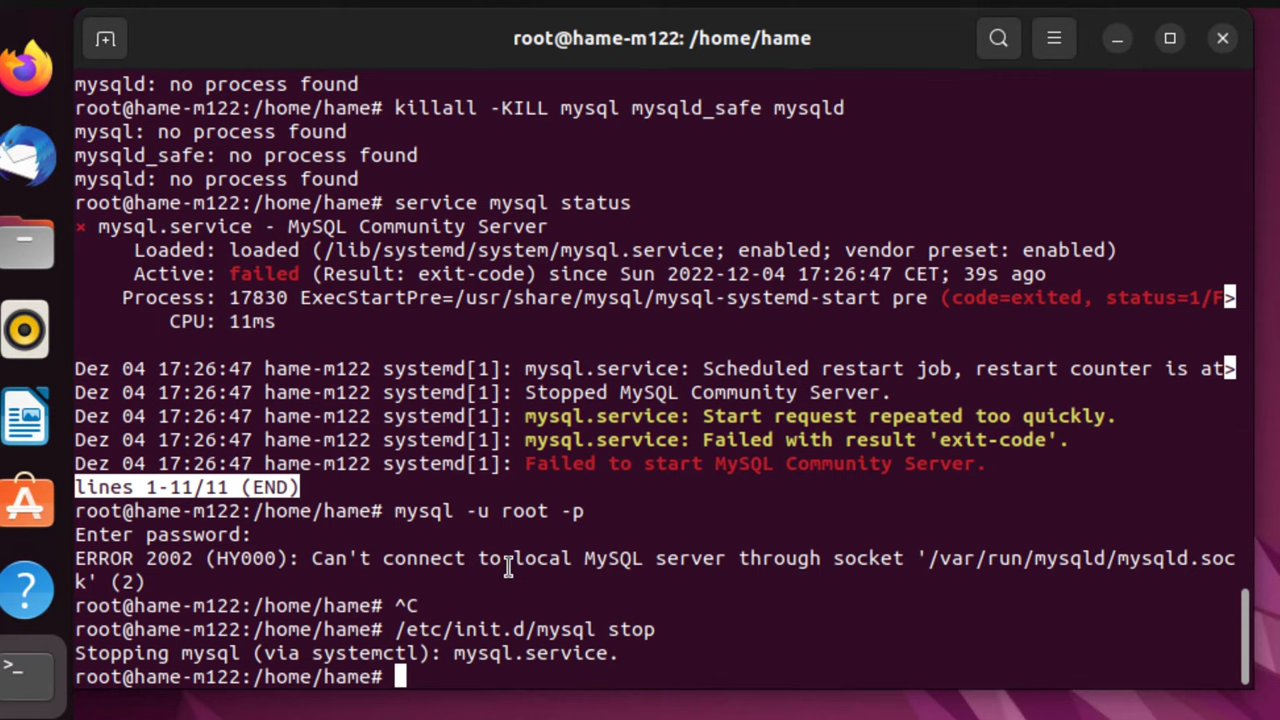 root@hame-m122: /home/hame
mysqld: no process found
root@hame-m122:/home/hame# killall -KILL mysql mysqld_safe mysqld
mysql: no process found
mysqld_safe: no process found
mysqld: no process found
root@hame-m122:/home/hame# service mysql status
× mysql.service - MySQL Community Server
Loaded: loaded (/lib/systemd/system/mysql.service; enabled; vendor preset: enabled)
Active: failed (Result: exit-code) since Sun 2022-12-04 17:26:47 CET; 39s ago
Process: 17830 ExecStartPre=/usr/share/mysql/mysql-systemd-start pre (code=exited, status=1/F>
CPU: 11ms
Dez 04 17:26:47 hame-m122 systemd[1]: mysql.service: Scheduled restart job, restart counter is at>
Dez 04 17:26:47 hame-m122 systemd[1]: Stopped MySQL Community Server.
Dez 04 17:26:47 hame-m122 systemd[1]: mysql.service: Start request repeated too quickly.
Dez 04 17:26:47 hame-m122 systemd[1]: mysql.service: Failed with result 'exit-code'.
Dez 04 17:26:47 hame-m122 systemd[1]: Failed to start MySQL Community Server.
lines 1-11/11 (END)
root@hame-m122:/home/hame# mysql -u root -p
Enter password:
ERROR 2002 (HY000): Can't connect to local MySQL server through socket '/var/run/mysqld/mysqld.soc
k' (2)
root@hame-m122:/home/hame# ^C
root@hame-m122:/home/hame# /etc/init.d/mysql stop
Stopping mysql (via systemctl): mysql.service.
root@hame-m122:/home/hame#